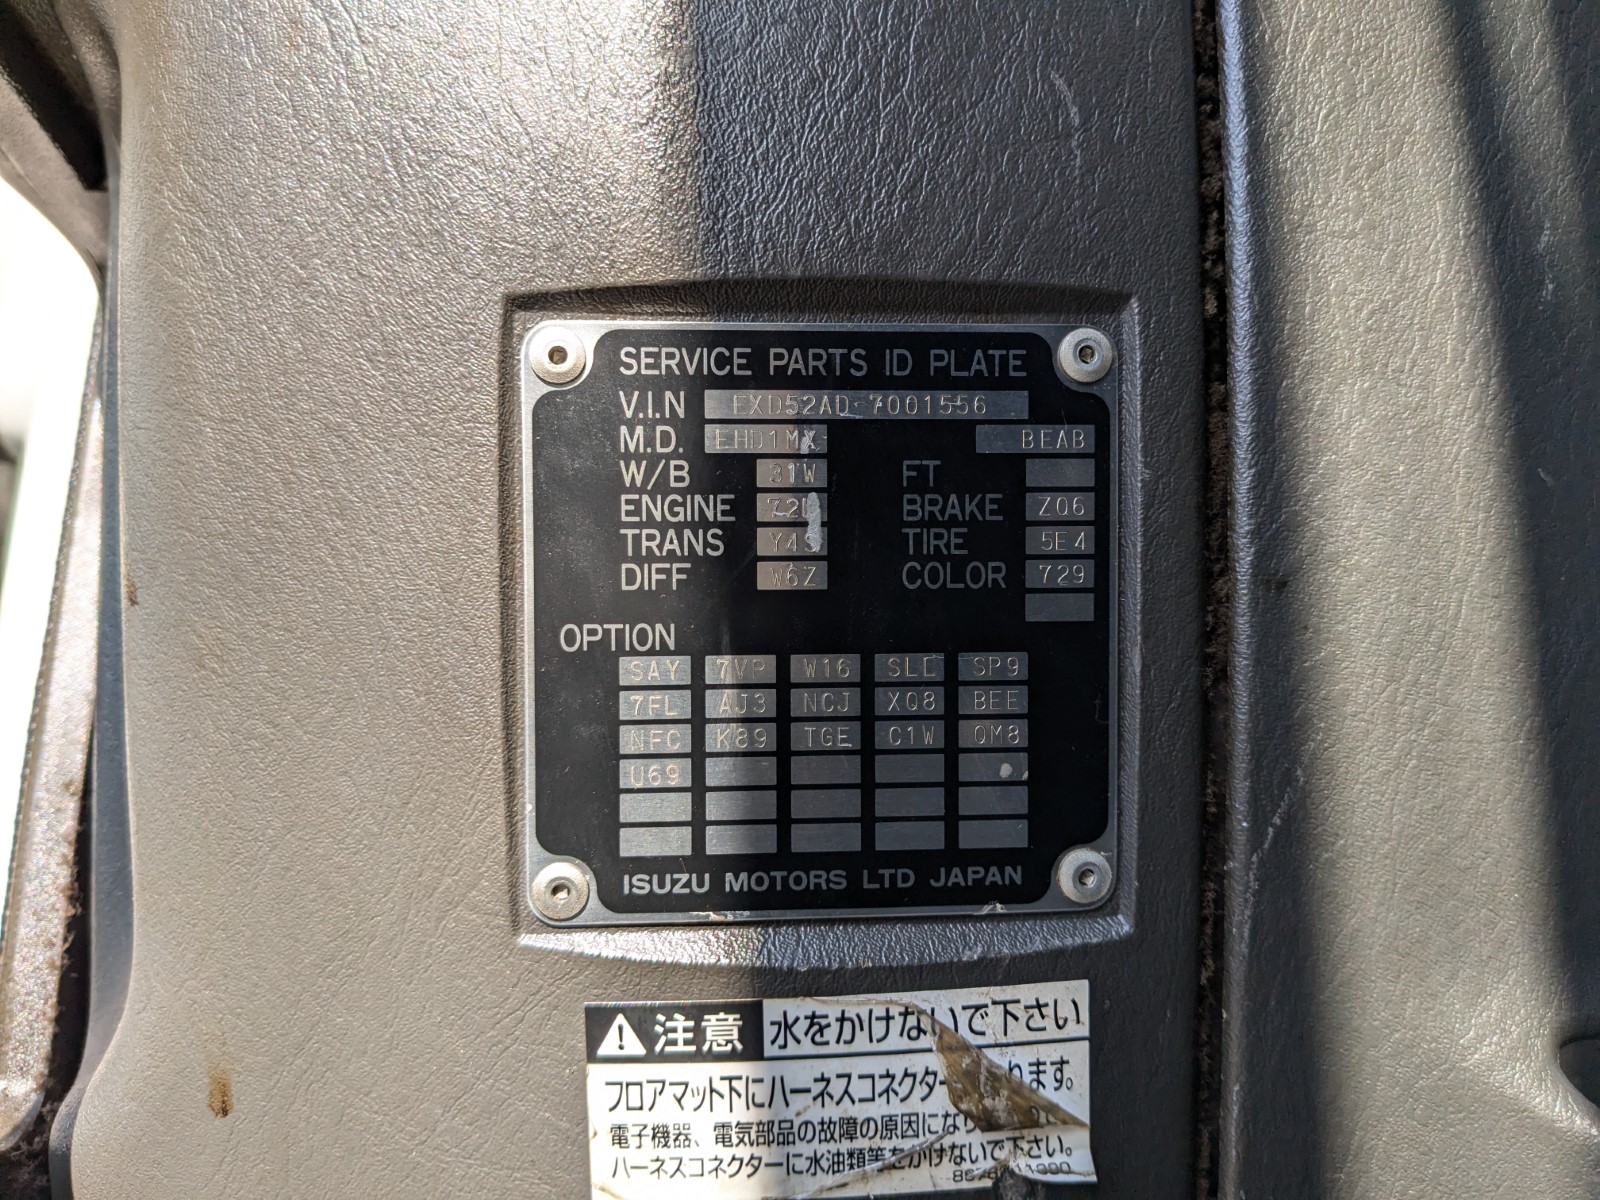 SERVICE PARTS ID PLATE
V.I.N EXD52AD-7001556
M.D. EHD1MX BEAB
W/B 31W FT
ENGINE BRAKE Z06
TRANS TIRE 5E4
DIFF W6Z COLOR 729
OPTION
SAY 7VP W16 SLE SP9
7FL AJ3 NCJ XQ8 BEE
NFC K89 TGE C1W QM8
U69
ISUZU MOTORS LTD JAPAN
注意 水をかけないで下さい
フロアマット下にハーネスコネクター ります。
電子機器、電気部品の故障の原因になり
ハーネスコネクターに水油類等をかけないで下さい。